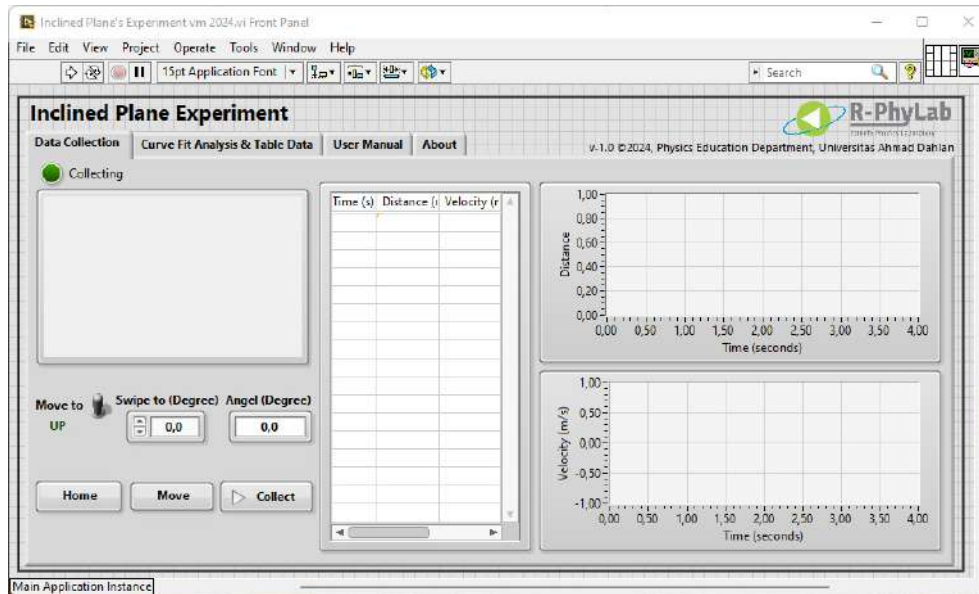 Inclined Plane's Experiment vm 2024.vi Front Panel
File Edit View Project Operate Tools Window Help
15pt Application Font
Search
Inclined Plane Experiment
R-PhyLab
Data Collection Curve Fit Analysis & Table Data User Manual About
v-1.0 ©2024, Physics Education Department, Universitas Ahmad Dahlan
Collecting
Time (s) Distance ( Velocity (r
1,00
0,80
0,60
0,40
0,20
0,00
Distance
0,00 0,50 1,00 1,50 2,00 2,50 3,00 3,50 4,00
Time (seconds)
Move to
UP
Swipe to (Degree) Angel (Degree)
0,0 0,0
Home Move Collect
1,00
0,50
0,00
-0,50
-1,00
Velocity (m/s)
0,00 0,50 1,00 1,50 2,00 2,50 3,00 3,50 4,00
Time (seconds)
Main Application Instance